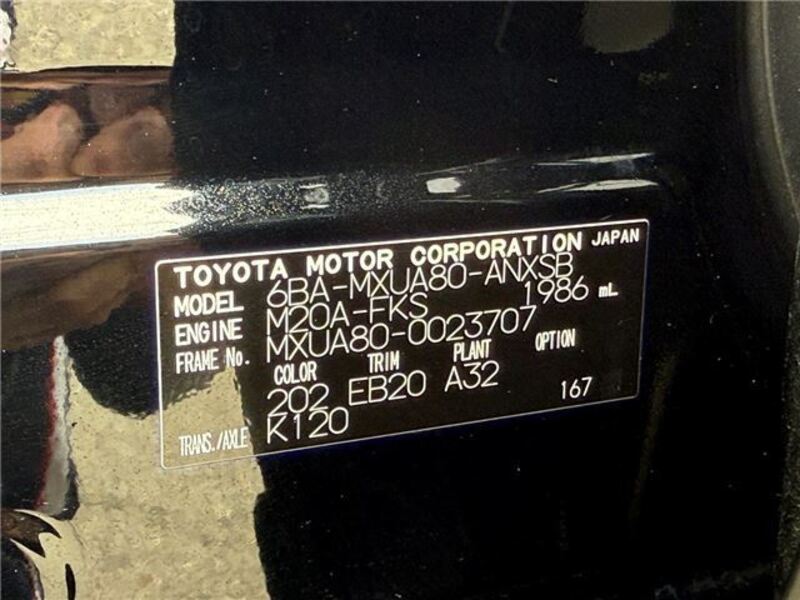 TOYOTA MOTOR CORPORATION JAPAN
MODEL 6BA-MXUA80-ANXSB
ENGINE M20A-FKS 1986 mL
FRAME No. MXUA80-0023707
COLOR TRIM PLANT OPTION
202 EB20 A32
TRANS./AXLE K120 167